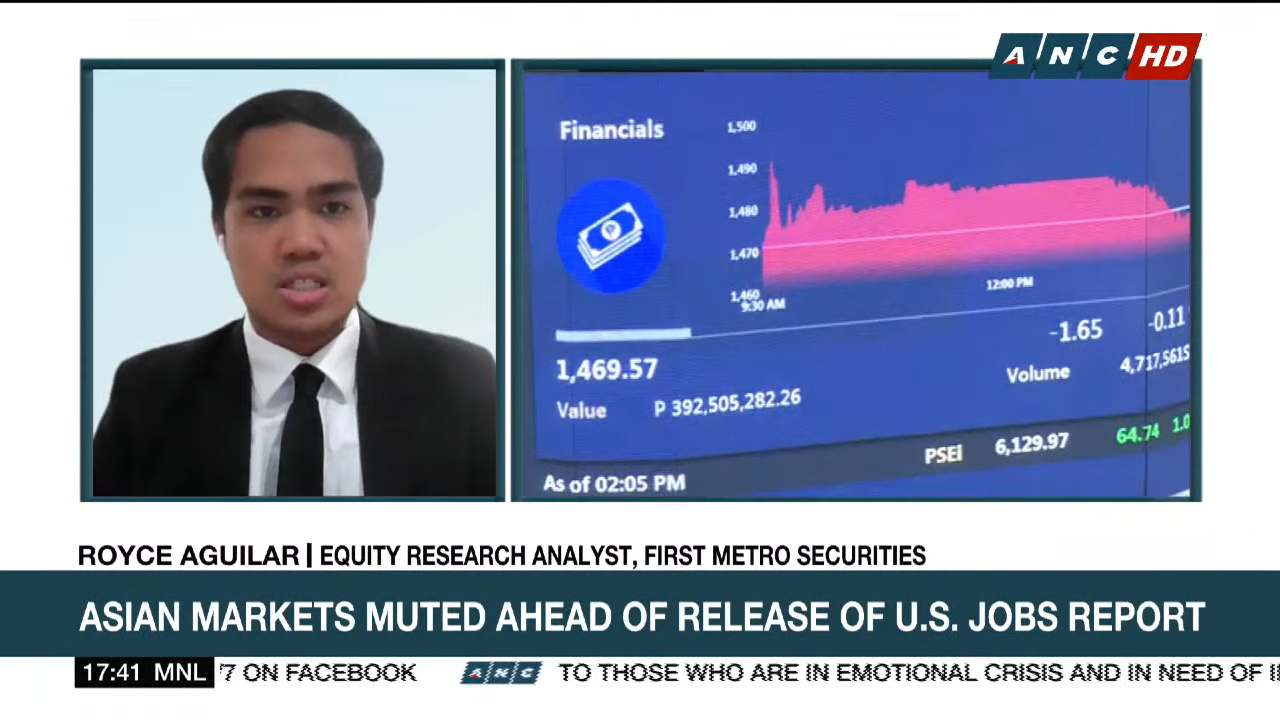 ANC HD
Financials
1,500
1,490
1,480
1,470
1,460
9:30 AM
12:00 PM
1,469.57
-1.65
-0.11
Value
P 392,505,282.26
Volume
PSEi
6,129.97
64.74
As of 02:05 PM
ROYCE AGUILAR | EQUITY RESEARCH ANALYST, FIRST METRO SECURITIES
ASIAN MARKETS MUTED AHEAD OF RELEASE OF U.S. JOBS REPORT
17:41 MNL
7 ON FACEBOOK
ANC
TO THOSE WHO ARE IN EMOTIONAL CRISIS AND IN NEED OF